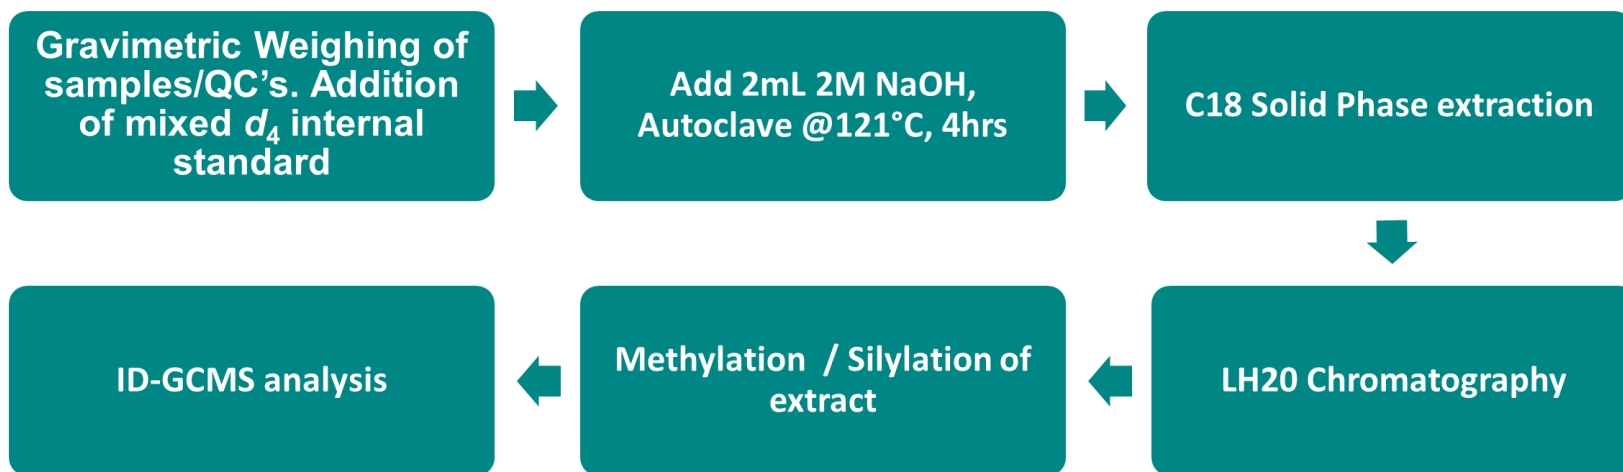 Gravimetric Weighing of
samples/QC’s. Addition
of mixed d₄ internal
standard
Add 2mL 2M NaOH,
Autoclave @121°C, 4hrs
C18 Solid Phase extraction
LH20 Chromatography
Methylation / Silylation of
extract
ID-GCMS analysis